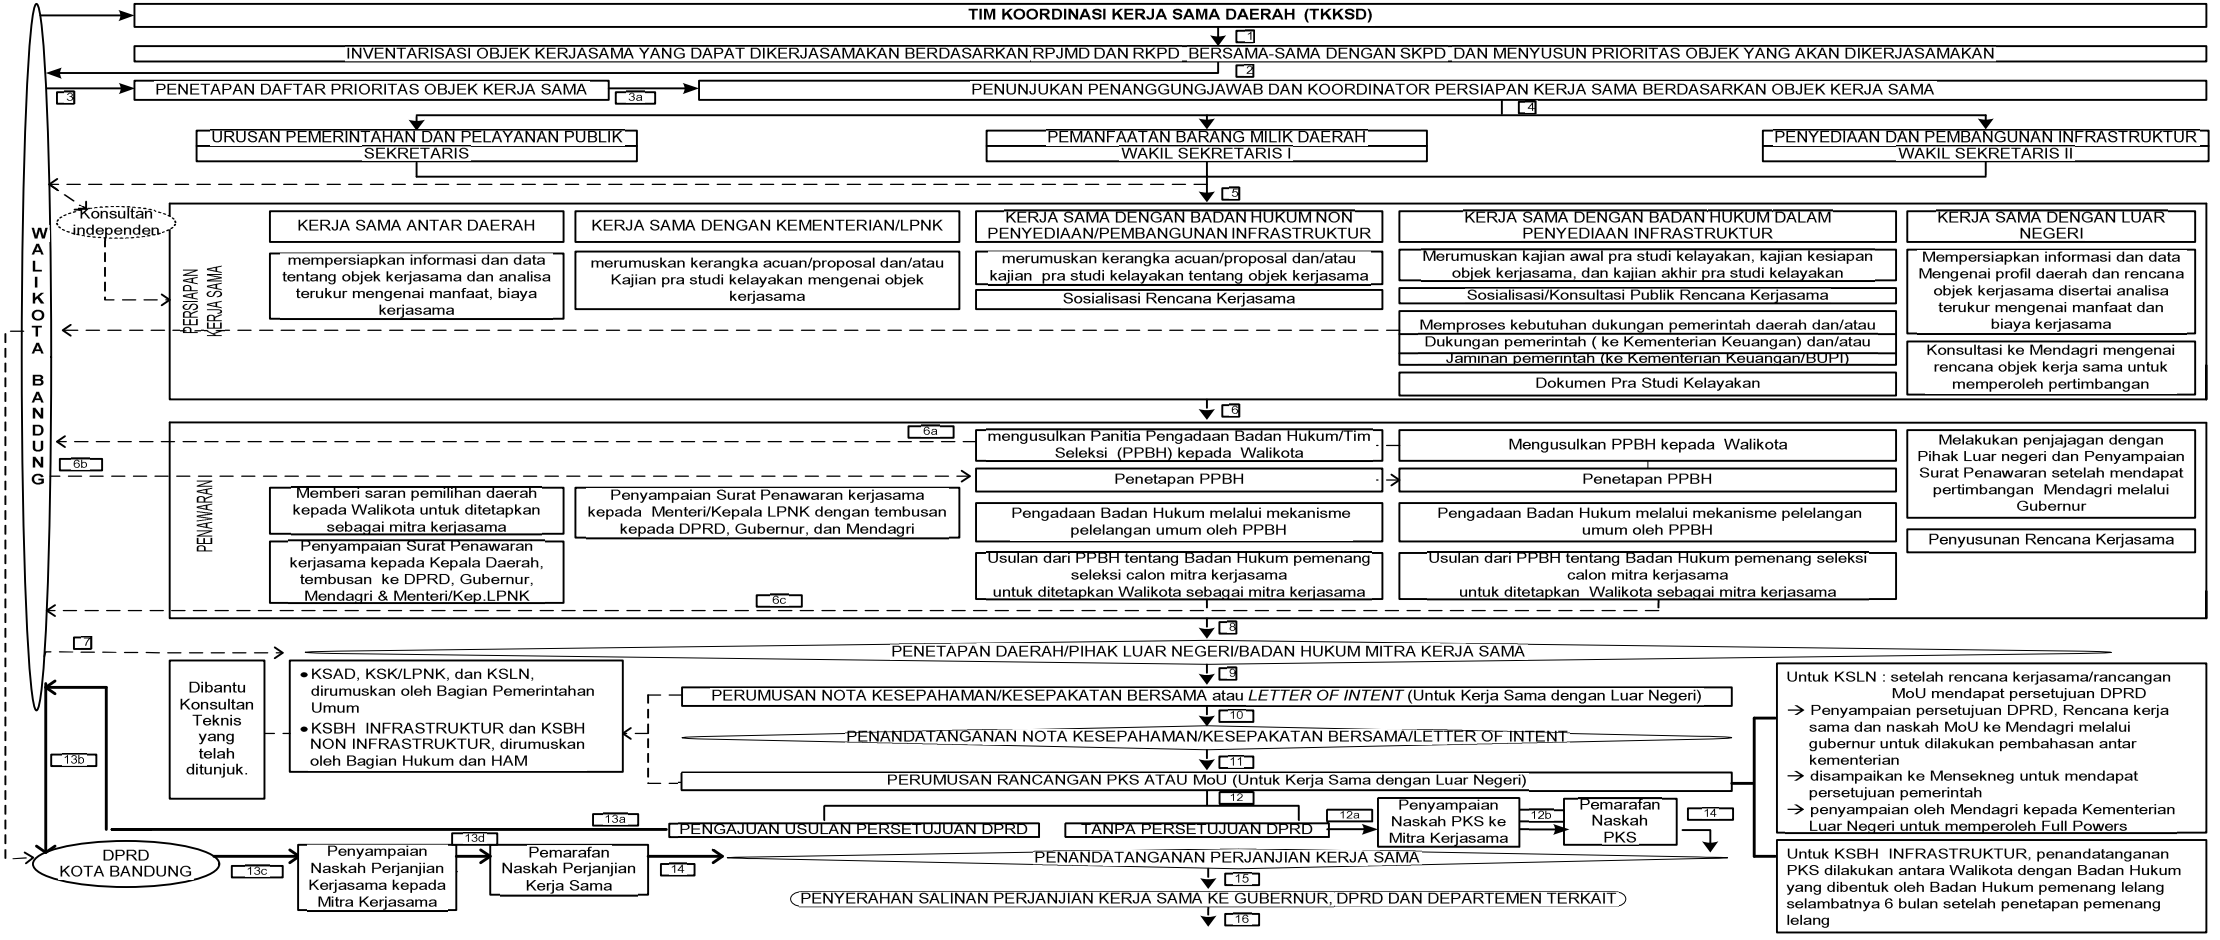 TIM KOORDINASI KERJA SAMA DAERAH (TKKSD)
1
INVENTARISASI OBJEK KERJASAMA YANG DAPAT DIKERJASAMAKAN BERDASARKAN RPJMD DAN RKPD BERSAMA-SAMA DENGAN SKPD DAN MENYUSUN PRIORITAS OBJEK YANG AKAN DIKERJASAMAKAN
2
3
PENETAPAN DAFTAR PRIORITAS OBJEK KERJA SAMA
3a
PENUNJUKAN PENANGGUNGJAWAB DAN KOORDINATOR PERSIAPAN KERJA SAMA BERDASARKAN OBJEK KERJA SAMA
4
URUSAN PEMERINTAHAN DAN PELAYANAN PUBLIK
SEKRETARIS
PEMANFAATAN BARANG MILIK DAERAH
WAKIL SEKRETARIS I
PENYEDIAAN DAN PEMBANGUNAN INFRASTRUKTUR
WAKIL SEKRETARIS II
5
WALIKOTA BANDUNG
Konsultan
independen
PERSIAPAN
KERJA SAMA
KERJA SAMA ANTAR DAERAH
mempersiapkan informasi dan data
tentang objek kerjasama dan analisa
terukur mengenai manfaat, biaya
kerjasama
KERJA SAMA DENGAN KEMENTERIAN/LPNK
merumuskan kerangka acuan/proposal dan/atau
Kajian pra studi kelayakan mengenai objek
kerjasama
KERJA SAMA DENGAN BADAN HUKUM NON
PENYEDIAAN/PEMBANGUNAN INFRASTRUKTUR
merumuskan kerangka acuan/proposal dan/atau
kajian pra studi kelayakan tentang objek kerjasama
Sosialisasi Rencana Kerjasama
KERJA SAMA DENGAN BADAN HUKUM DALAM
PENYEDIAAN INFRASTRUKTUR
Merumuskan kajian awal pra studi kelayakan, kajian kesiapan
objek kerjasama, dan kajian akhir pra studi kelayakan
Sosialisasi/Konsultasi Publik Rencana Kerjasama
Memproses kebutuhan dukungan pemerintah daerah dan/atau
Dukungan pemerintah ( ke Kementerian Keuangan) dan/atau
Jaminan pemerintah (ke Kementerian Keuangan/BUPI)
Dokumen Pra Studi Kelayakan
KERJA SAMA DENGAN LUAR
NEGERI
Mempersiapkan informasi dan data
Mengenai profil daerah dan rencana
objek kerjasama disertai analisa
terukur mengenai manfaat dan
biaya kerjasama
Konsultasi ke Mendagri mengenai
rencana objek kerja sama untuk
memperoleh pertimbangan
6
PENAWARAN
6a
6b
6c
Memberi saran pemilihan daerah
kepada Walikota untuk ditetapkan
sebagai mitra kerjasama
Penyampaian Surat Penawaran
kerjasama kepada Kepala Daerah,
tembusan ke DPRD, Gubernur,
Mendagri & Menteri/Kep.LPNK
Penyampaian Surat Penawaran kerjasama
kepada Menteri/Kepala LPNK dengan tembusan
kepada DPRD, Gubernur, dan Mendagri
mengusulkan Panitia Pengadaan Badan Hukum/Tim
Seleksi (PPBH) kepada Walikota
Penetapan PPBH
Pengadaan Badan Hukum melalui mekanisme
pelelangan umum oleh PPBH
Usulan dari PPBH tentang Badan Hukum pemenang
seleksi calon mitra kerjasama
untuk ditetapkan Walikota sebagai mitra kerjasama
Mengusulkan PPBH kepada Walikota
Penetapan PPBH
Pengadaan Badan Hukum melalui mekanisme pelelangan
umum oleh PPBH
Usulan dari PPBH tentang Badan Hukum pemenang seleksi
calon mitra kerjasama
untuk ditetapkan Walikota sebagai mitra kerjasama
Melakukan penjajagan dengan
Pihak Luar negeri dan Penyampaian
Surat Penawaran setelah mendapat
pertimbangan Mendagri melalui
Gubernur
Penyusunan Rencana Kerjasama
7
8
PENETAPAN DAERAH/PIHAK LUAR NEGERI/BADAN HUKUM MITRA KERJA SAMA
9
Dibantu
Konsultan
Teknis
yang
telah
ditunjuk.
• KSAD, KSK/LPNK, dan KSLN,
dirumuskan oleh Bagian Pemerintahan
Umum
• KSBH INFRASTRUKTUR dan KSBH
NON INFRASTRUKTUR, dirumuskan
oleh Bagian Hukum dan HAM
PERUMUSAN NOTA KESEPAHAMAN/KESEPAKATAN BERSAMA atau LETTER OF INTENT (Untuk Kerja Sama dengan Luar Negeri)
10
PENANDATANGANAN NOTA KESEPAHAMAN/KESEPAKATAN BERSAMA/LETTER OF INTENT
11
PERUMUSAN RANCANGAN PKS ATAU MoU (Untuk Kerja Sama dengan Luar Negeri)
12
Untuk KSLN : setelah rencana kerjasama/rancangan
MoU mendapat persetujuan DPRD
→ Penyampaian persetujuan DPRD, Rencana kerja
sama dan naskah MoU ke Mendagri melalui
gubernur untuk dilakukan pembahasan antar
kementerian
→ disampaikan ke Mensekneg untuk mendapat
persetujuan pemerintah
→ penyampaian oleh Mendagri kepada Kementerian
Luar Negeri untuk memperoleh Full Powers
Untuk KSBH INFRASTRUKTUR, penandatanganan
PKS dilakukan antara Walikota dengan Badan Hukum
yang dibentuk oleh Badan Hukum pemenang lelang
selambatnya 6 bulan setelah penetapan pemenang
lelang
13b
13a
PENGAJUAN USULAN PERSETUJUAN DPRD
TANPA PERSETUJUAN DPRD
12a
Penyampaian
Naskah PKS ke
Mitra Kerjasama
12b
Pemarafan
Naskah
PKS
14
DPRD
KOTA BANDUNG
13c
Penyampaian
Naskah Perjanjian
Kerjasama kepada
Mitra Kerjasama
13d
Pemarafan
Naskah Perjanjian
Kerja Sama
14
PENANDATANGANAN PERJANJIAN KERJA SAMA
15
PENYERAHAN SALINAN PERJANJIAN KERJA SAMA KE GUBERNUR, DPRD DAN DEPARTEMEN TERKAIT
16